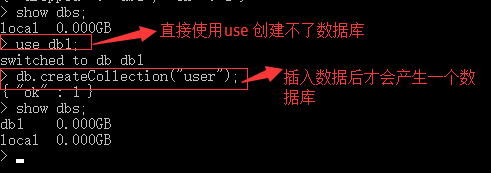 > show dbs;
local  0.000GB
> use db1;
直接使用use 创建不了数据库
switched to db db1
> db.createCollection("user");
插入数据后才会产生一个数
据库
{ "ok" : 1 }
> show dbs;
db1    0.000GB
local  0.000GB
>